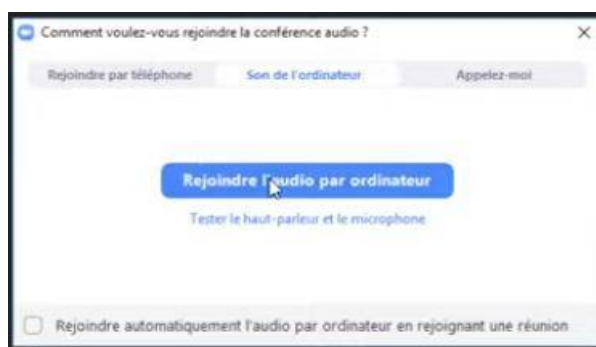 Comment voulez-vous rejoindre la conférence audio ?
Rejoindre par téléphone Son de l'ordinateur Appelez-moi
Rejoindre l'audio par ordinateur
Tester le haut-parleur et le microphone
Rejoindre automatiquement l'audio par ordinateur en rejoignant une réunion